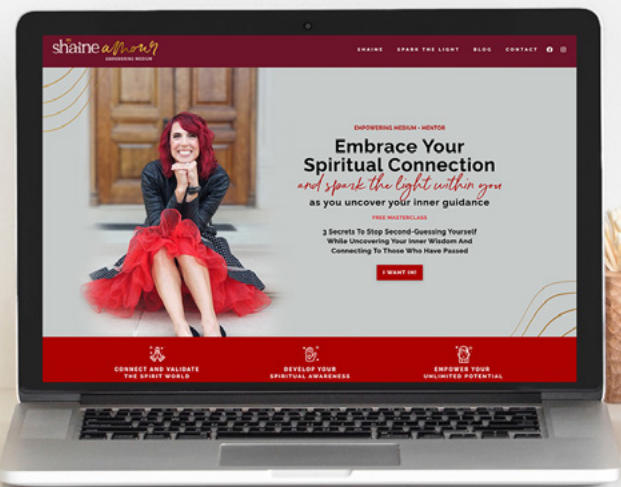 shaine amour
EMPOWERING MEDIUM
SHAINE SPARK THE LIGHT BLOG CONTACT
EMPOWERING MEDIUM • MENTOR
Embrace Your
Spiritual Connection
and spark the light within you
as you uncover your inner guidance
FREE MASTERCLASS
3 Secrets To Stop Second-Guessing Yourself
While Uncovering Your Inner Wisdom And
Connecting To Those Who Have Passed
I WANT IN!
CONNECT AND VALIDATE
THE SPIRIT WORLD
DEVELOP YOUR
SPIRITUAL AWARENESS
EMPOWER YOUR
UNLIMITED POTENTIAL